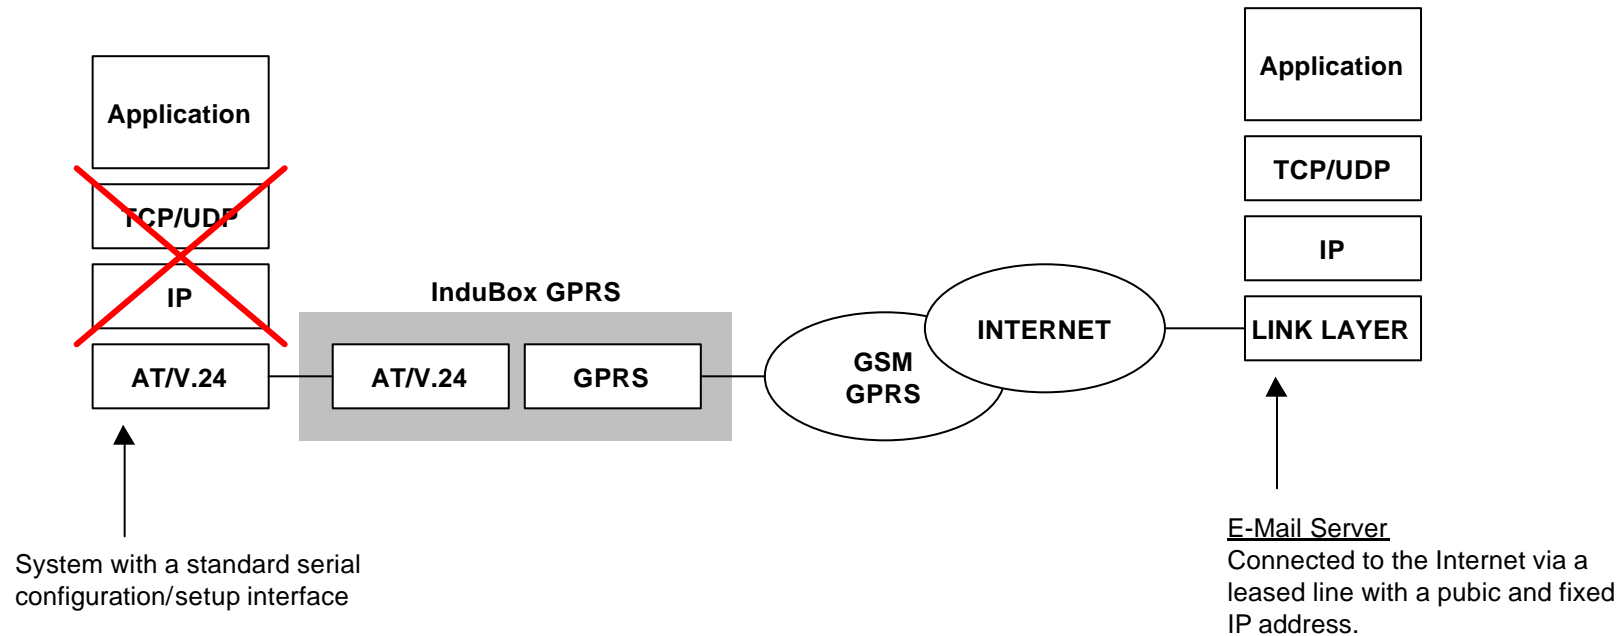 Application
TCP/UDP
IP
AT/V.24
System with a standard serial
configuration/setup interface
InduBox GPRS
AT/V.24
GPRS
GSM
GPRS
INTERNET
Application
TCP/UDP
IP
LINK LAYER
E-Mail Server
Connected to the Internet via a
leased line with a pubic and fixed
IP address.